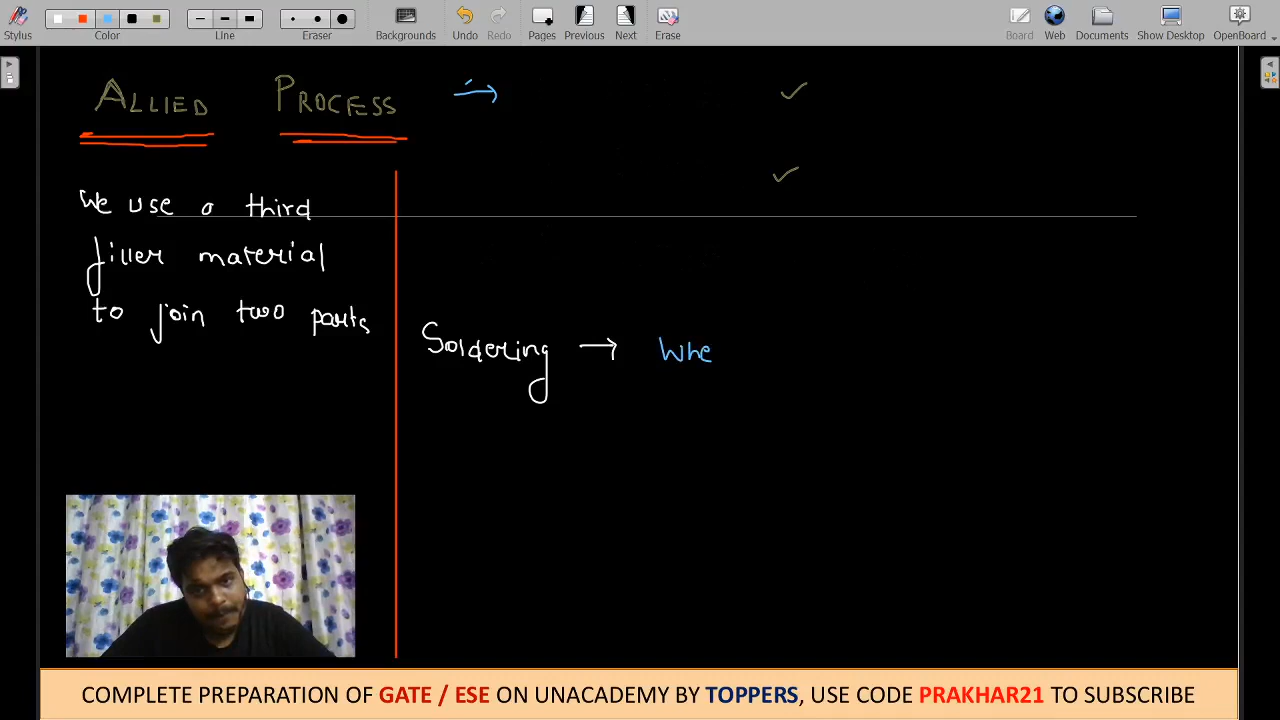 Stylus
Color
Line
Eraser
Backgrounds
Undo
Redo
Pages
Previous
Next
Erase
Board
Web
Documents
Show Desktop
OpenBoard
ALLIED PROCESS
We use a third
filler material
to join two parts
Soldering → Whe
COMPLETE PREPARATION OF GATE / ESE ON UNACADEMY BY TOPPERS, USE CODE PRAKHAR21 TO SUBSCRIBE